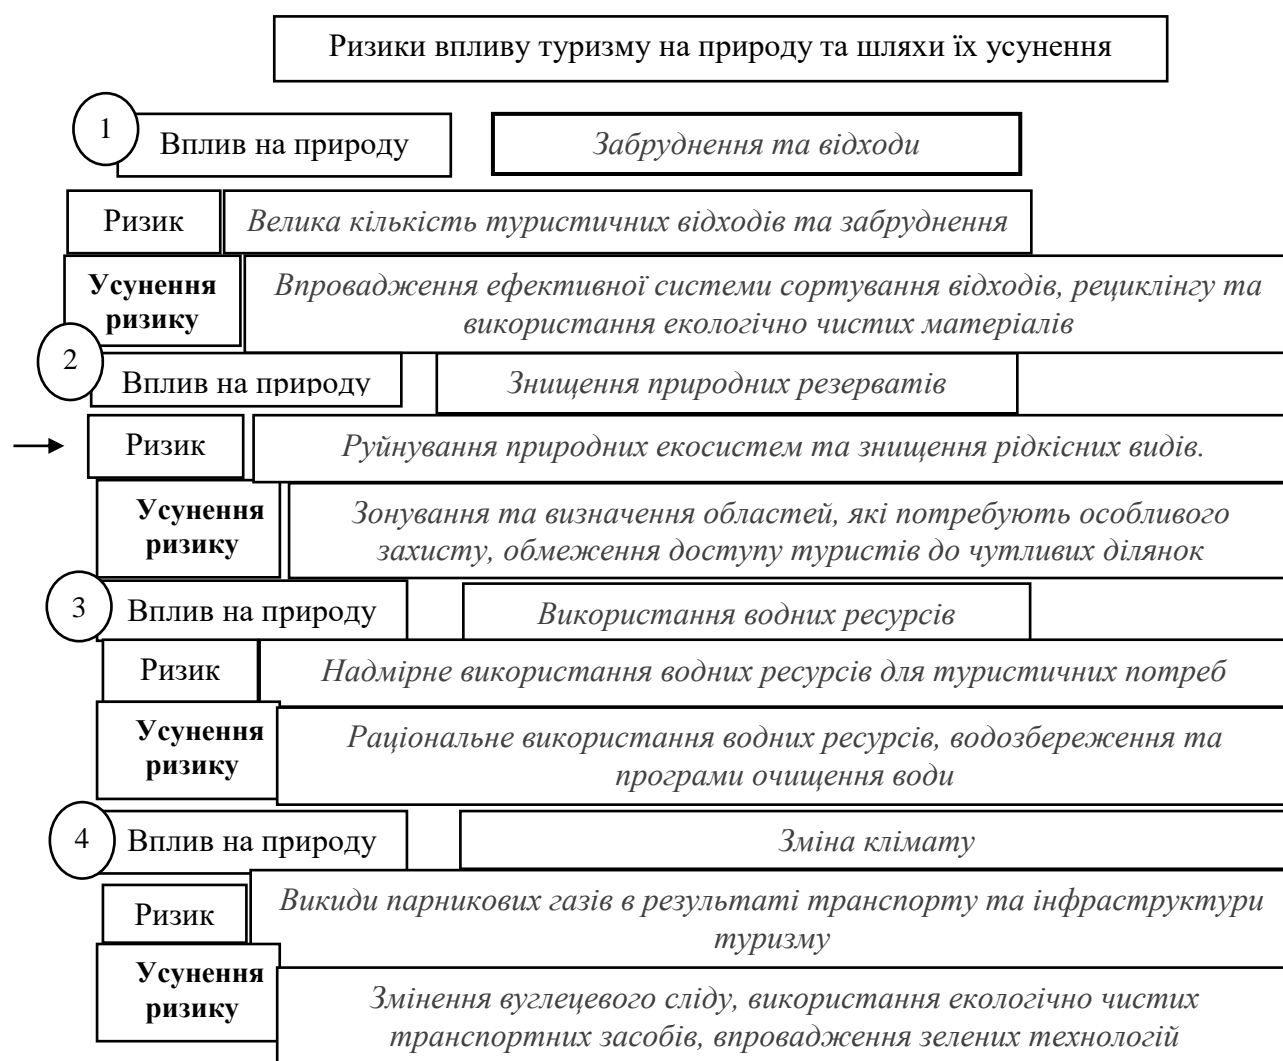 Ризики впливу туризму на природу та шляхи їх усунення
1
Вплив на природу
Забруднення та відходи
Ризик
Велика кількість туристичних відходів та забруднення
Усунення
ризику
Впровадження ефективної системи сортування відходів, рециклінгу та
використання екологічно чистих матеріалів
2
Вплив на природу
Знищення природних резерватів
Ризик
Руйнування природних екосистем та знищення рідкісних видів.
Усунення
ризику
Зонування та визначення областей, які потребують особливого
захисту, обмеження доступу туристів до чутливих ділянок
3
Вплив на природу
Використання водних ресурсів
Ризик
Надмірне використання водних ресурсів для туристичних потреб
Усунення
ризику
Раціональне використання водних ресурсів, водозбереження та
програми очищення води
4
Вплив на природу
Зміна клімату
Ризик
Викиди парникових газів в результаті транспорту та інфраструктури
туризму
Усунення
ризику
Змінення вуглецевого сліду, використання екологічно чистих
транспортних засобів, впровадження зелених технологій